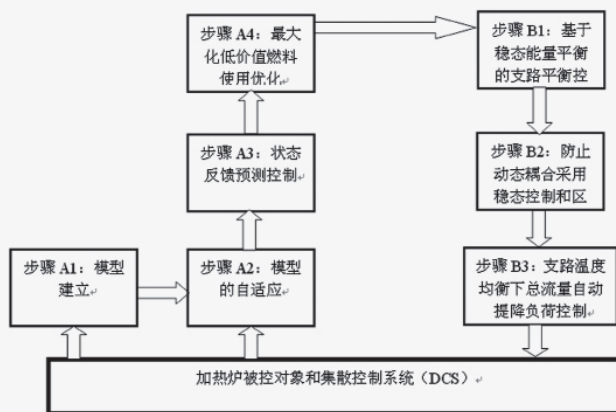 步骤 A4：最大
化低价值燃料
使用优化
步骤 B1：基于
稳态能量平衡
的支路平衡控
步骤 A3：状态
反馈预测控制
步骤 B2：防止
动态耦合采用
稳态控制和区
步骤 A1：模型
建立
步骤 A2：模型
的自适应
步骤 B3：支路温度
均衡下总流量自动
提降负荷控制
加热炉被控对象和集散控制系统（DCS）